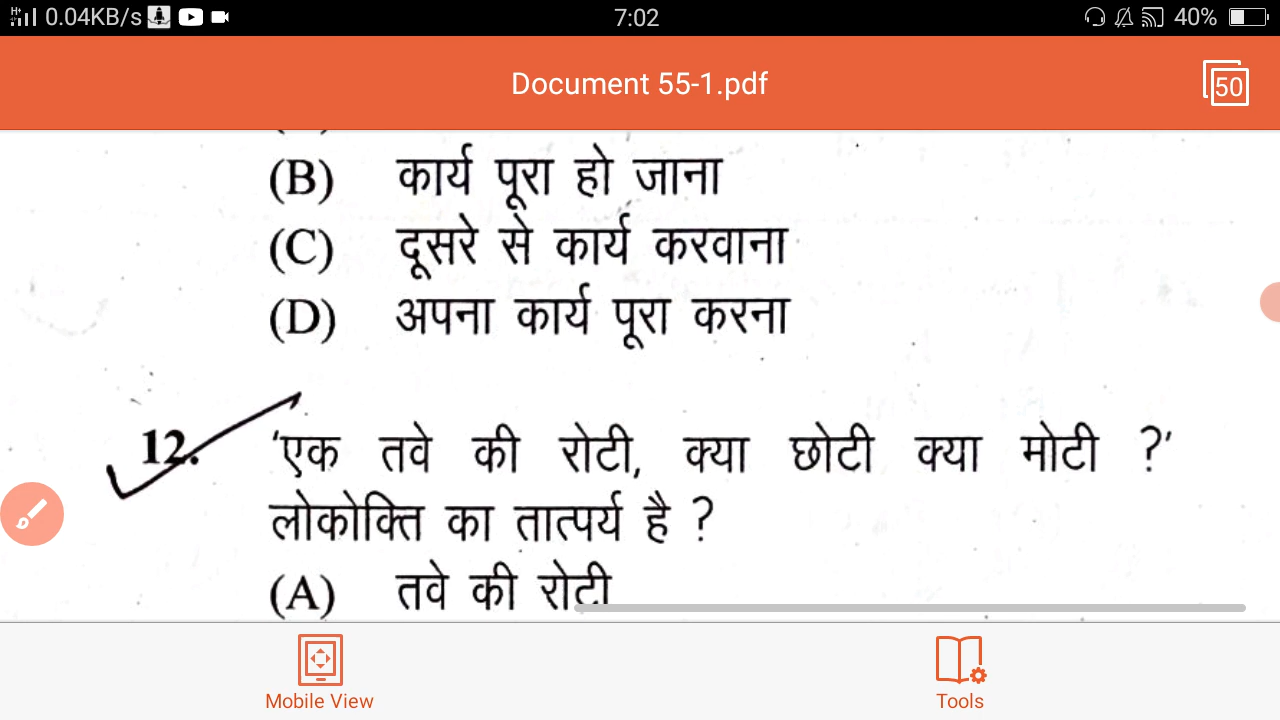 0.04KB/s
7:02
40%
Document 55-1.pdf
50
(B) कार्य पूरा हो जाना
(C) दूसरे से कार्य करवाना
(D) अपना कार्य पूरा करना
12. 'एक तवे की रोटी, क्या छोटी क्या मोटी ?'
लोकोक्ति का तात्पर्य है ?
(A) तवे की रोटी
Mobile View
Tools